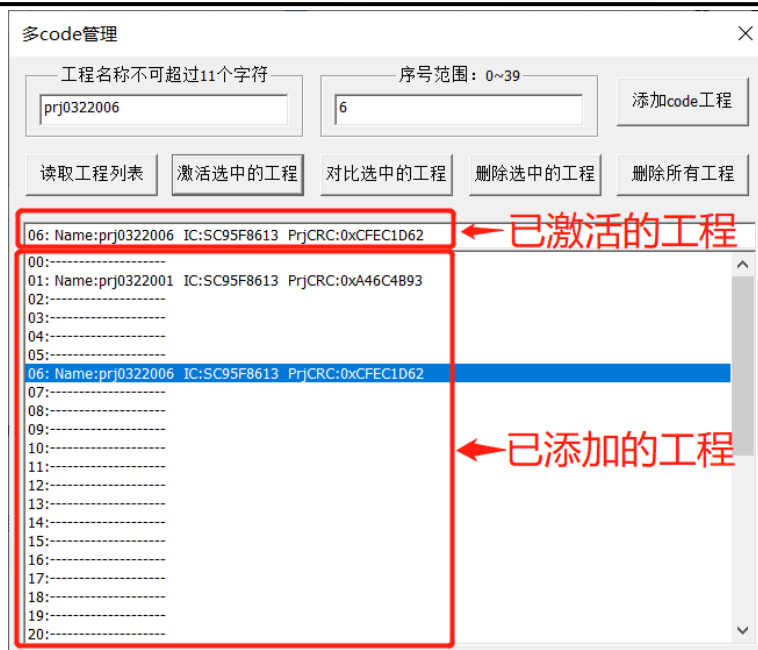 多code管理
工程名称不可超过11个字符
序号范围：0~39
prj0322006
6
添加code工程
读取工程列表
激活选中的工程
对比选中的工程
删除选中的工程
删除所有工程
06: Name:prj0322006 IC:SC95F8613 PrjCRC:0xCFEC1D62
已激活的工程
00:--------------------
01: Name:prj0322001 IC:SC95F8613 PrjCRC:0xA46C4B93
02:--------------------
03:--------------------
04:--------------------
05:--------------------
06: Name:prj0322006 IC:SC95F8613 PrjCRC:0xCFEC1D62
07:--------------------
08:--------------------
09:--------------------
10:--------------------
已添加的工程
11:--------------------
12:--------------------
13:--------------------
14:--------------------
15:--------------------
16:--------------------
17:--------------------
18:--------------------
19:--------------------
20:--------------------